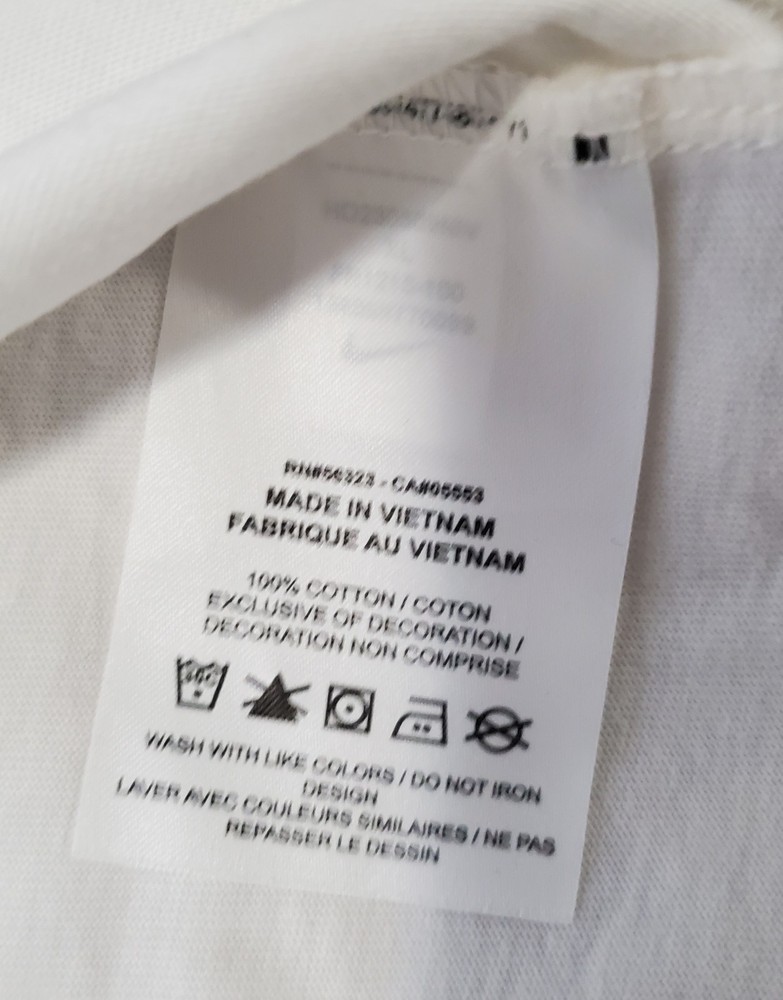 RN#56323 - CA#05553
MADE IN VIETNAM
FABRIQUE AU VIETNAM
100% COTTON / COTON
EXCLUSIVE OF DECORATION /
DECORATION NON COMPRISE
30C
WASH WITH LIKE COLORS / DO NOT IRON
DESIGN
LAVER AVEC COULEURS SIMILAIRES / NE PAS
REPASSER LE DESSIN